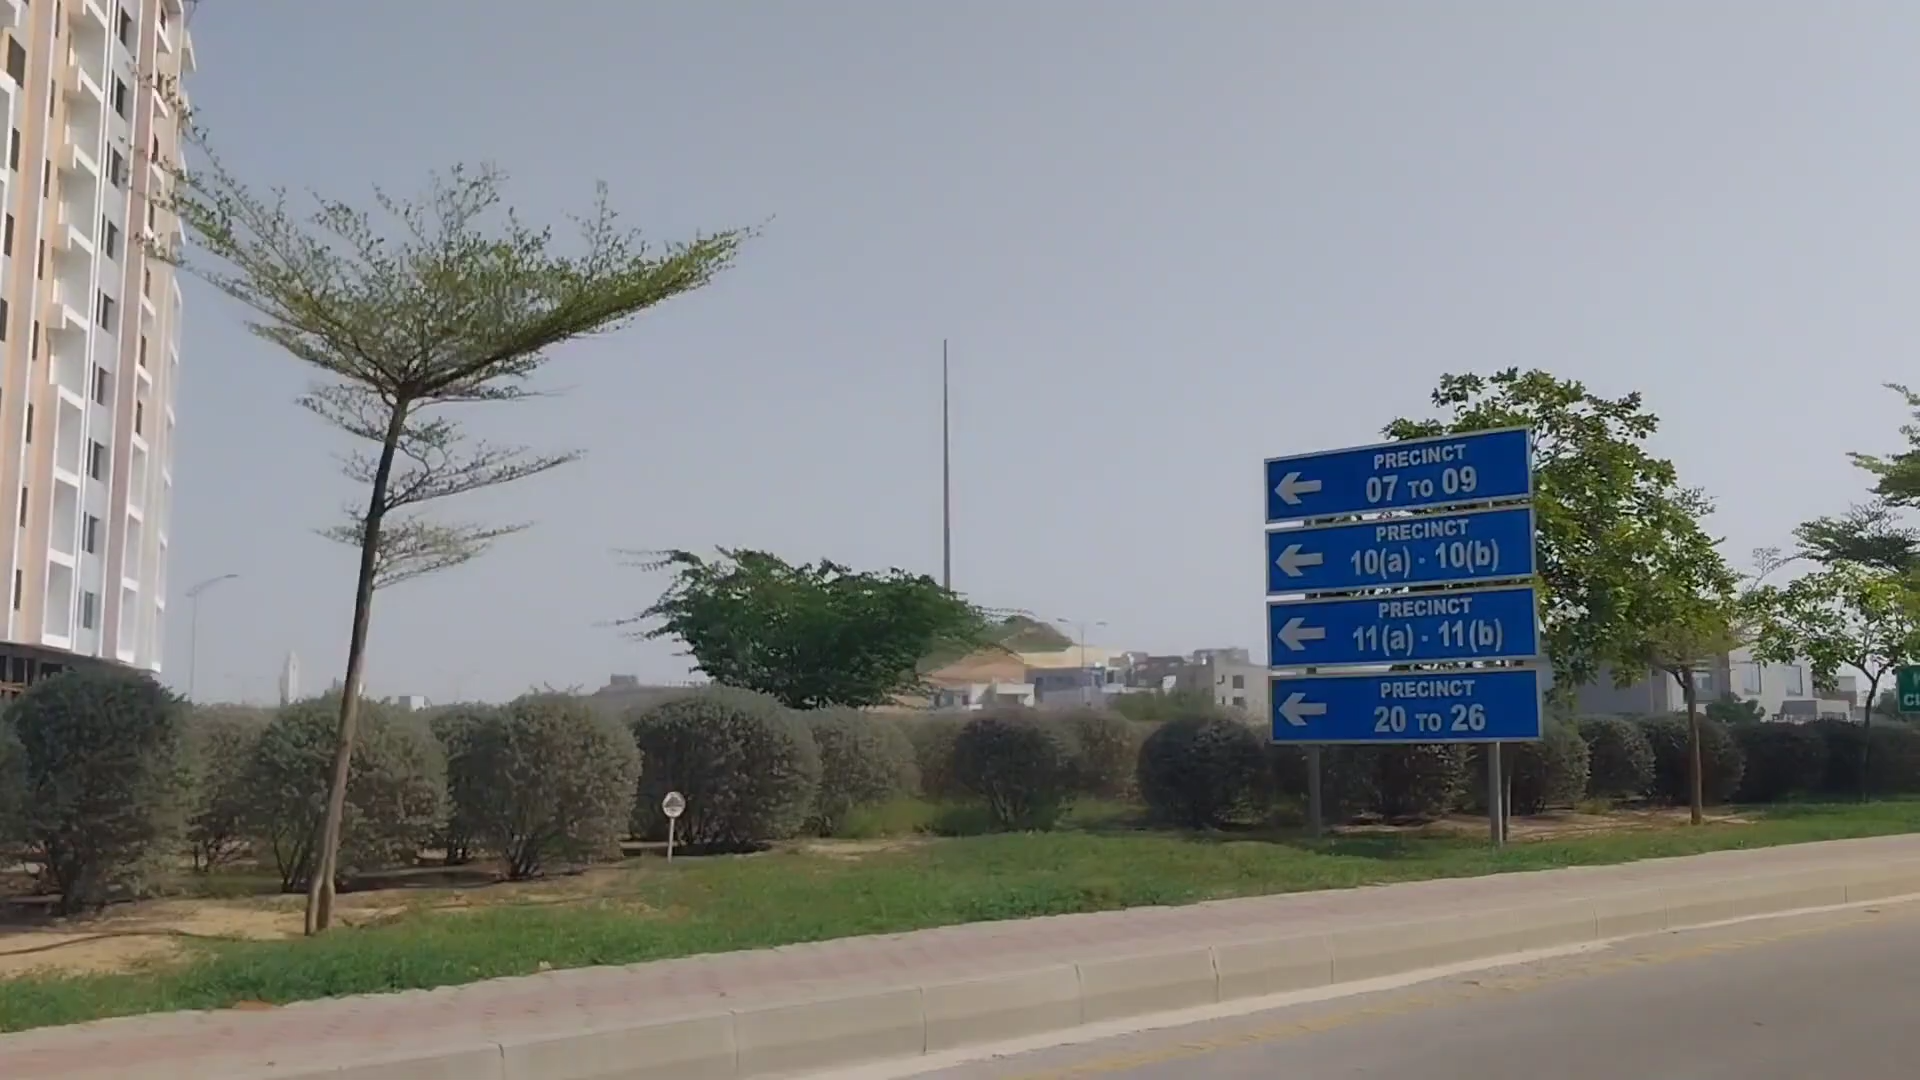 PRECINCT
07 TO 09
PRECINCT
10(a) - 10(b)
PRECINCT
11(a) - 11(b)
PRECINCT
20 TO 26